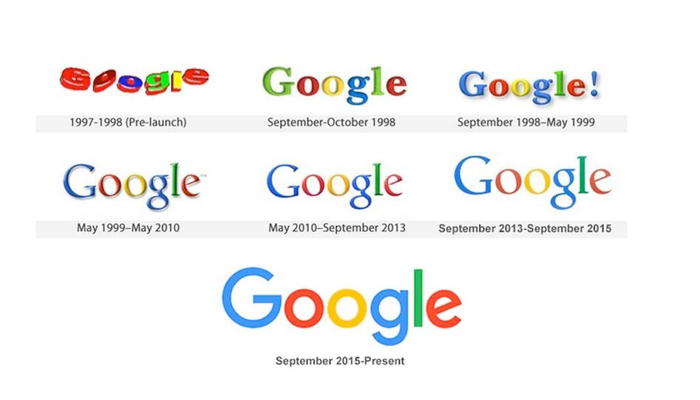 Google Google Google!
1997-1998 (Pre-launch) September-October 1998 September 1998–May 1999
Google™ Google Google
May 1999–May 2010 May 2010–September 2013 September 2013-September 2015
Google
September 2015-Present